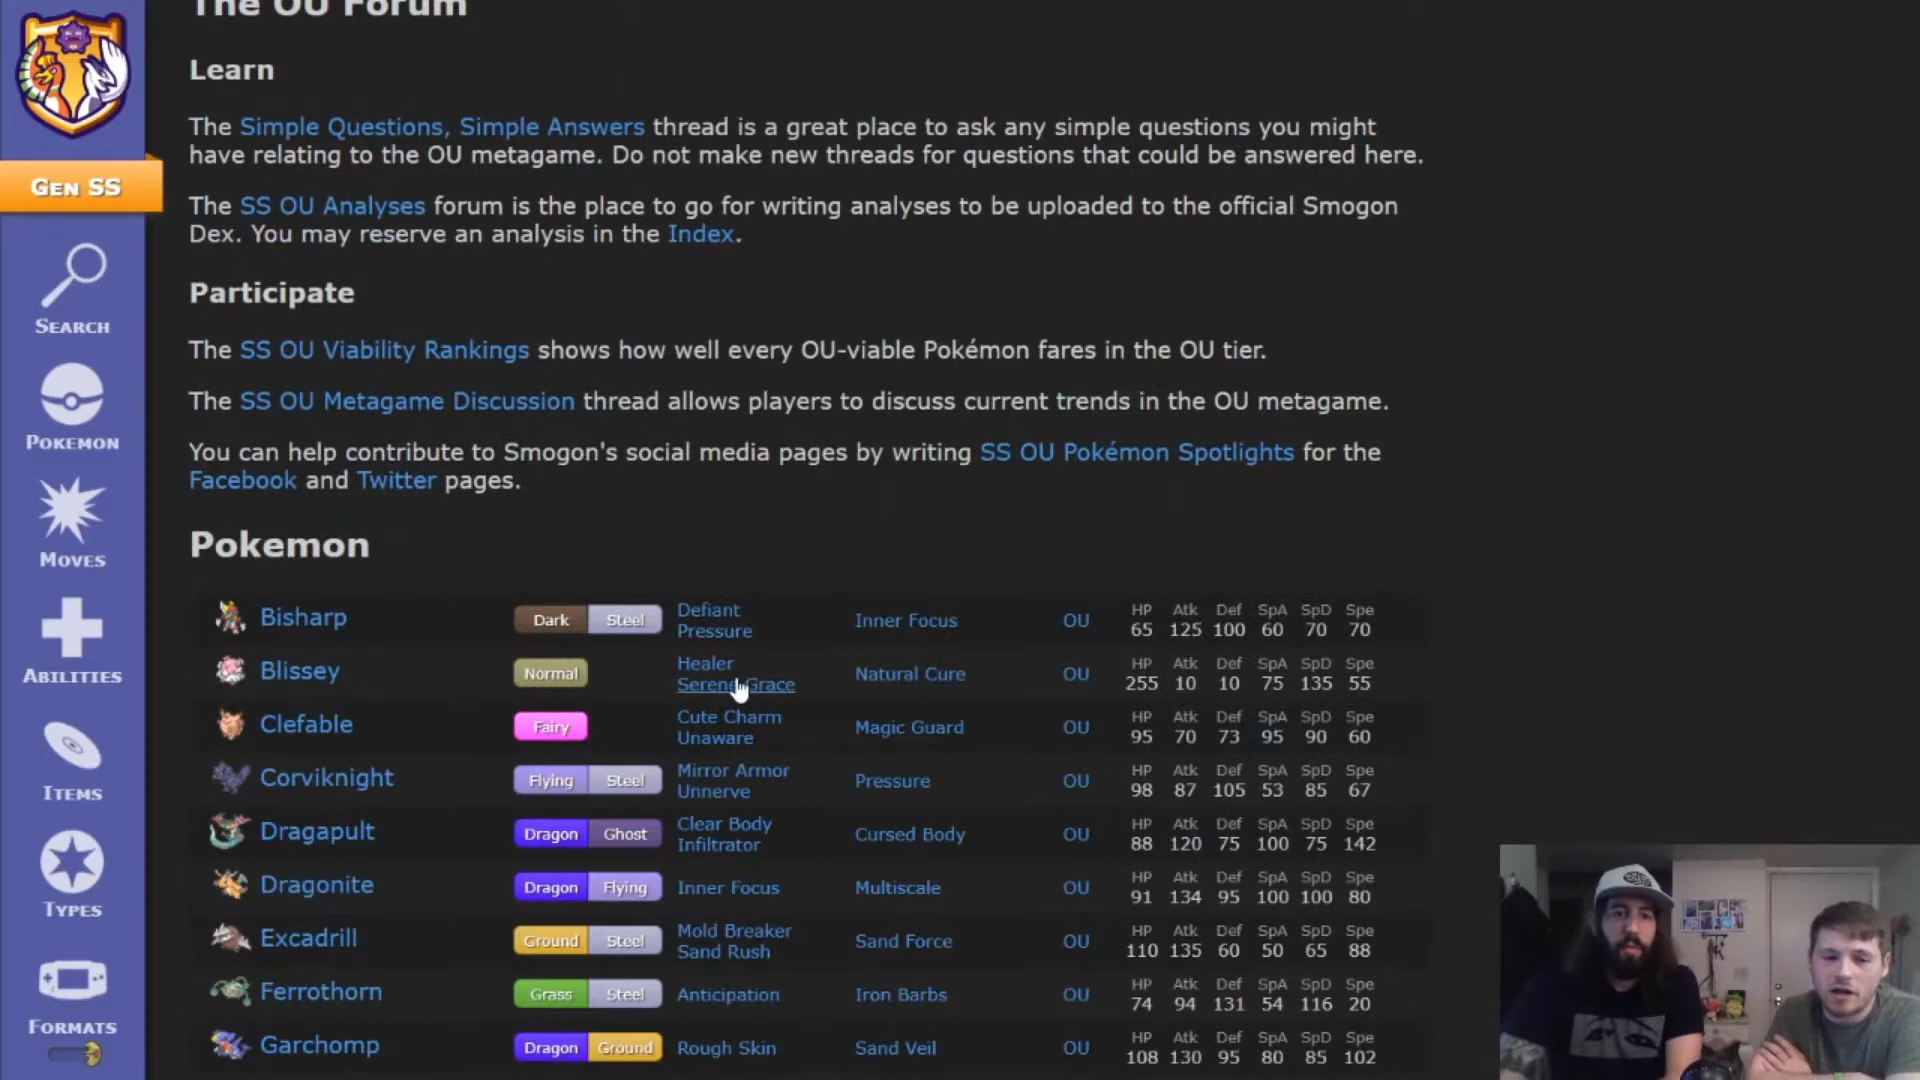 The OU Forum
Learn
The Simple Questions, Simple Answers thread is a great place to ask any simple questions you might
have relating to the OU metagame. Do not make new threads for questions that could be answered here.
The SS OU Analyses forum is the place to go for writing analyses to be uploaded to the official Smogon
Dex. You may reserve an analysis in the Index.
Participate
The SS OU Viability Rankings shows how well every OU-viable Pokémon fares in the OU tier.
The SS OU Metagame Discussion thread allows players to discuss current trends in the OU metagame.
You can help contribute to Smogon's social media pages by writing SS OU Pokémon Spotlights for the
Facebook and Twitter pages.
Pokemon
Bisharp Dark Steel Defiant Pressure Inner Focus OU HP 65 Atk 125 Def 100 SpA 60 SpD 70 Spe 70
Blissey Normal Healer Serene Grace Natural Cure OU HP 255 Atk 10 Def 10 SpA 75 SpD 135 Spe 55
Clefable Fairy Cute Charm Unaware Magic Guard OU HP 95 Atk 70 Def 73 SpA 95 SpD 90 Spe 60
Corviknight Flying Steel Mirror Armor Unnerve Pressure OU HP 98 Atk 87 Def 105 SpA 53 SpD 85 Spe 67
Dragapult Dragon Ghost Clear Body Infiltrator Cursed Body OU HP 88 Atk 120 Def 75 SpA 100 SpD 75 Spe 142
Dragonite Dragon Flying Inner Focus Multiscale OU HP 91 Atk 134 Def 95 SpA 100 SpD 100 Spe 80
Excadrill Ground Steel Mold Breaker Sand Rush Sand Force OU HP 110 Atk 135 Def 60 SpA 50 SpD 65 Spe 88
Ferrothorn Grass Steel Anticipation Iron Barbs OU HP 74 Atk 94 Def 131 SpA 54 SpD 116 Spe 20
Garchomp Dragon Ground Rough Skin Sand Veil OU HP 108 Atk 130 Def 95 SpA 80 SpD 85 Spe 102
GEN SS
SEARCH
POKEMON
MOVES
ABILITIES
ITEMS
TYPES
FORMATS